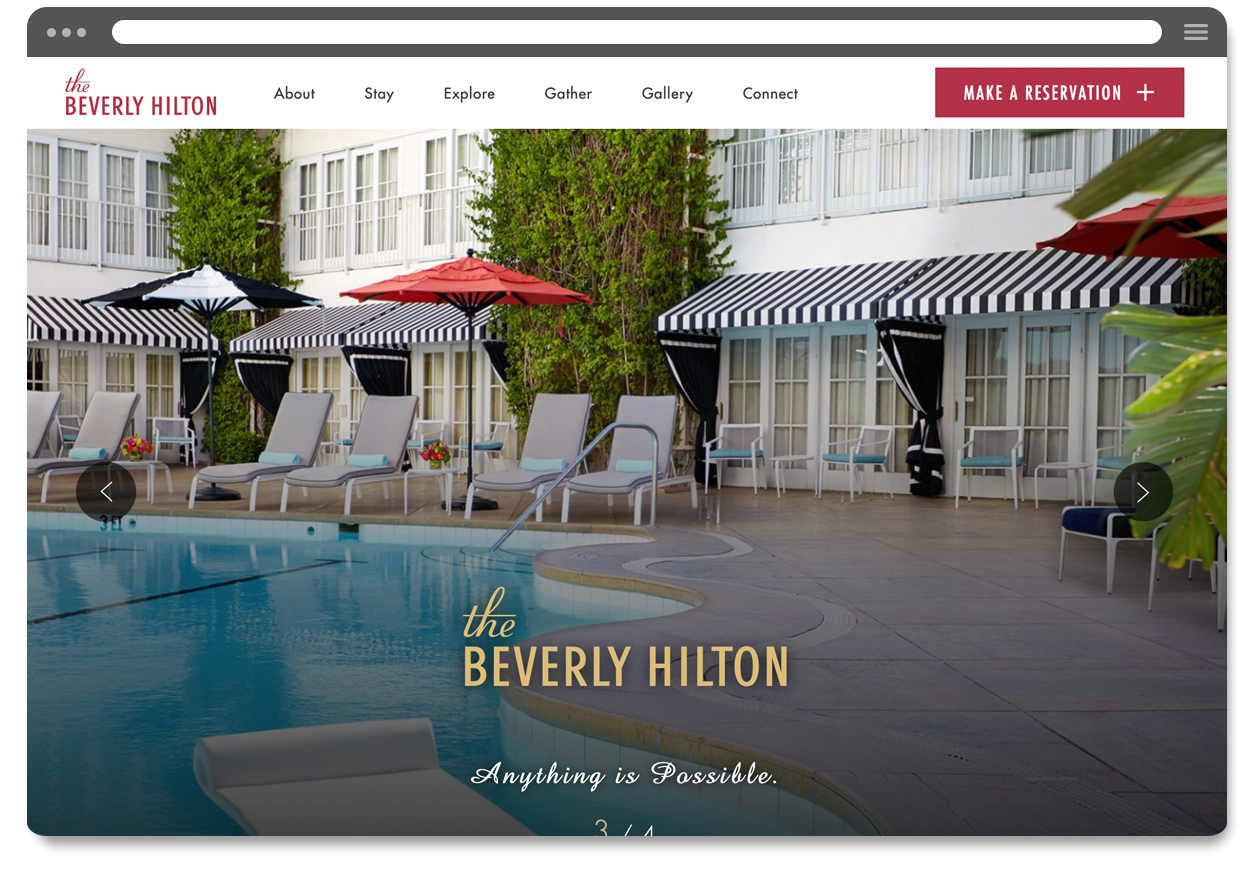 the
BEVERLY HILTON
About Stay Explore Gather Gallery Connect
MAKE A RESERVATION +
3 FT
the
BEVERLY HILTON
Anything is Possible.
3 / 4